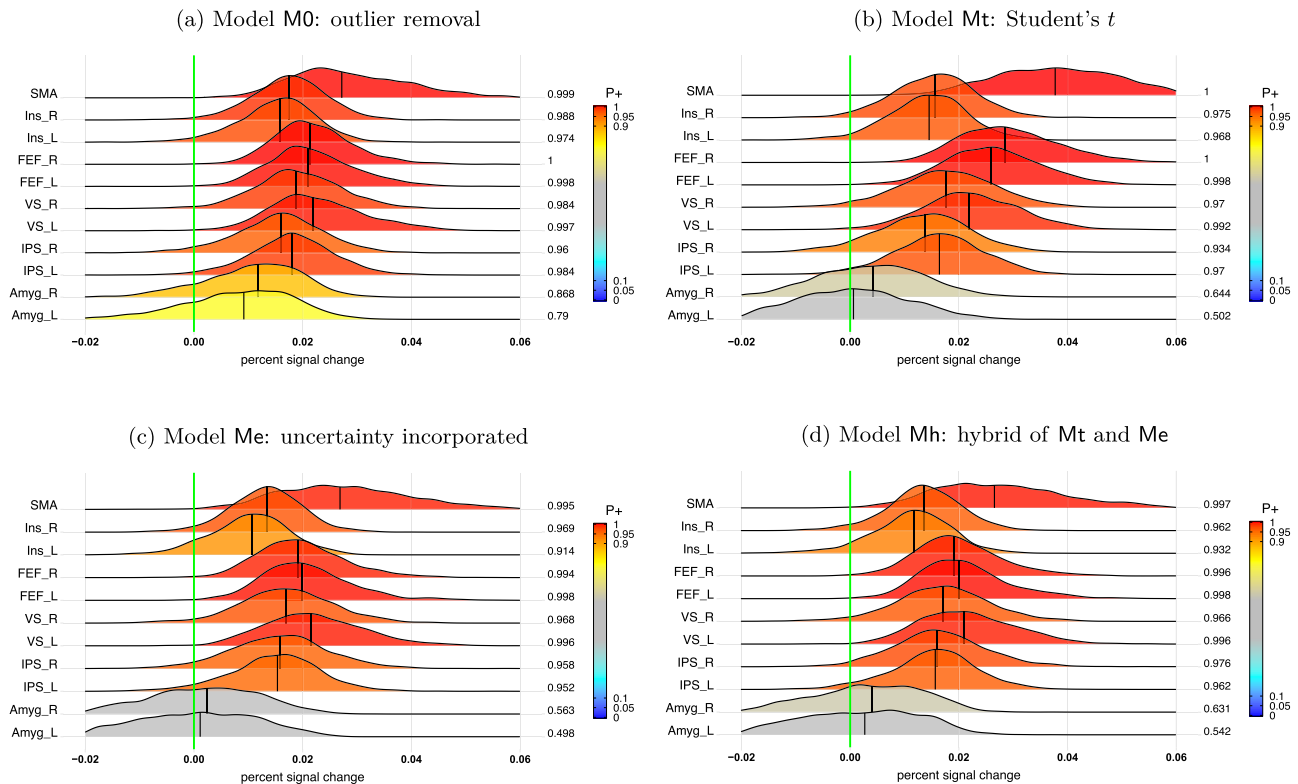 (a) Model M0: outlier removal
SMA 0.999
Ins_R 0.988
Ins_L 0.974
FEF_R 1
FEF_L 0.998
VS_R 0.984
VS_L 0.997
IPS_R 0.96
IPS_L 0.984
Amyg_R 0.868
Amyg_L 0.79
−0.02 0.00 0.02 0.04 0.06
percent signal change
P+
1
0.95
0.1
0.05
0
(b) Model Mt: Student's t
SMA 1
Ins_R 0.975
Ins_L 0.968
FEF_R 1
FEF_L 0.998
VS_R 0.97
VS_L 0.992
IPS_R 0.934
IPS_L 0.97
Amyg_R 0.644
Amyg_L 0.502
−0.02 0.00 0.02 0.04 0.06
percent signal change
P+
1
0.95
0.1
0.05
0
(c) Model Me: uncertainty incorporated
SMA 0.995
Ins_R 0.969
Ins_L 0.914
FEF_R 0.994
FEF_L 0.998
VS_R 0.968
VS_L 0.996
IPS_R 0.958
IPS_L 0.952
Amyg_R 0.563
Amyg_L 0.498
−0.02 0.00 0.02 0.04 0.06
percent signal change
P+
1
0.9
0.1
0.05
0
(d) Model Mh: hybrid of Mt and Me
SMA 0.997
Ins_R 0.962
Ins_L 0.932
FEF_R 0.996
FEF_L 0.998
VS_R 0.966
VS_L 0.996
IPS_R 0.976
IPS_L 0.962
Amyg_R 0.631
Amyg_L 0.542
−0.02 0.00 0.02 0.04 0.06
percent signal change
P+
1
0.95
0.9
0.1
0.05
0